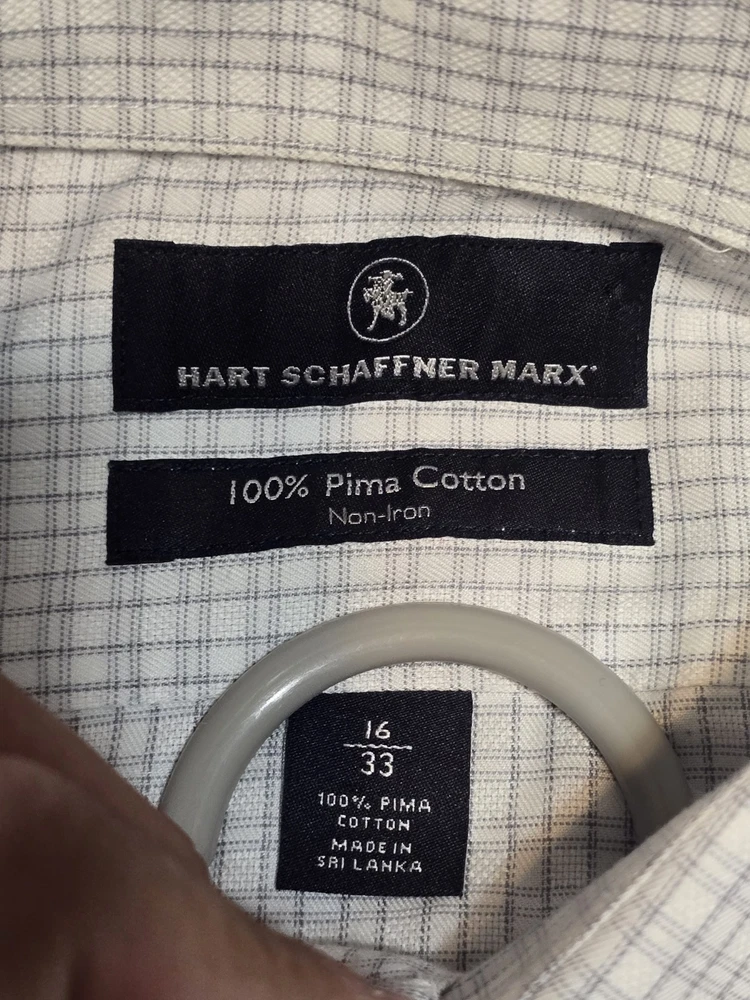 HART SCHAFFNER MARX®
100% Pima Cotton
Non-Iron
16
33
100% PIMA
COTTON
MADE IN
SRI LANKA